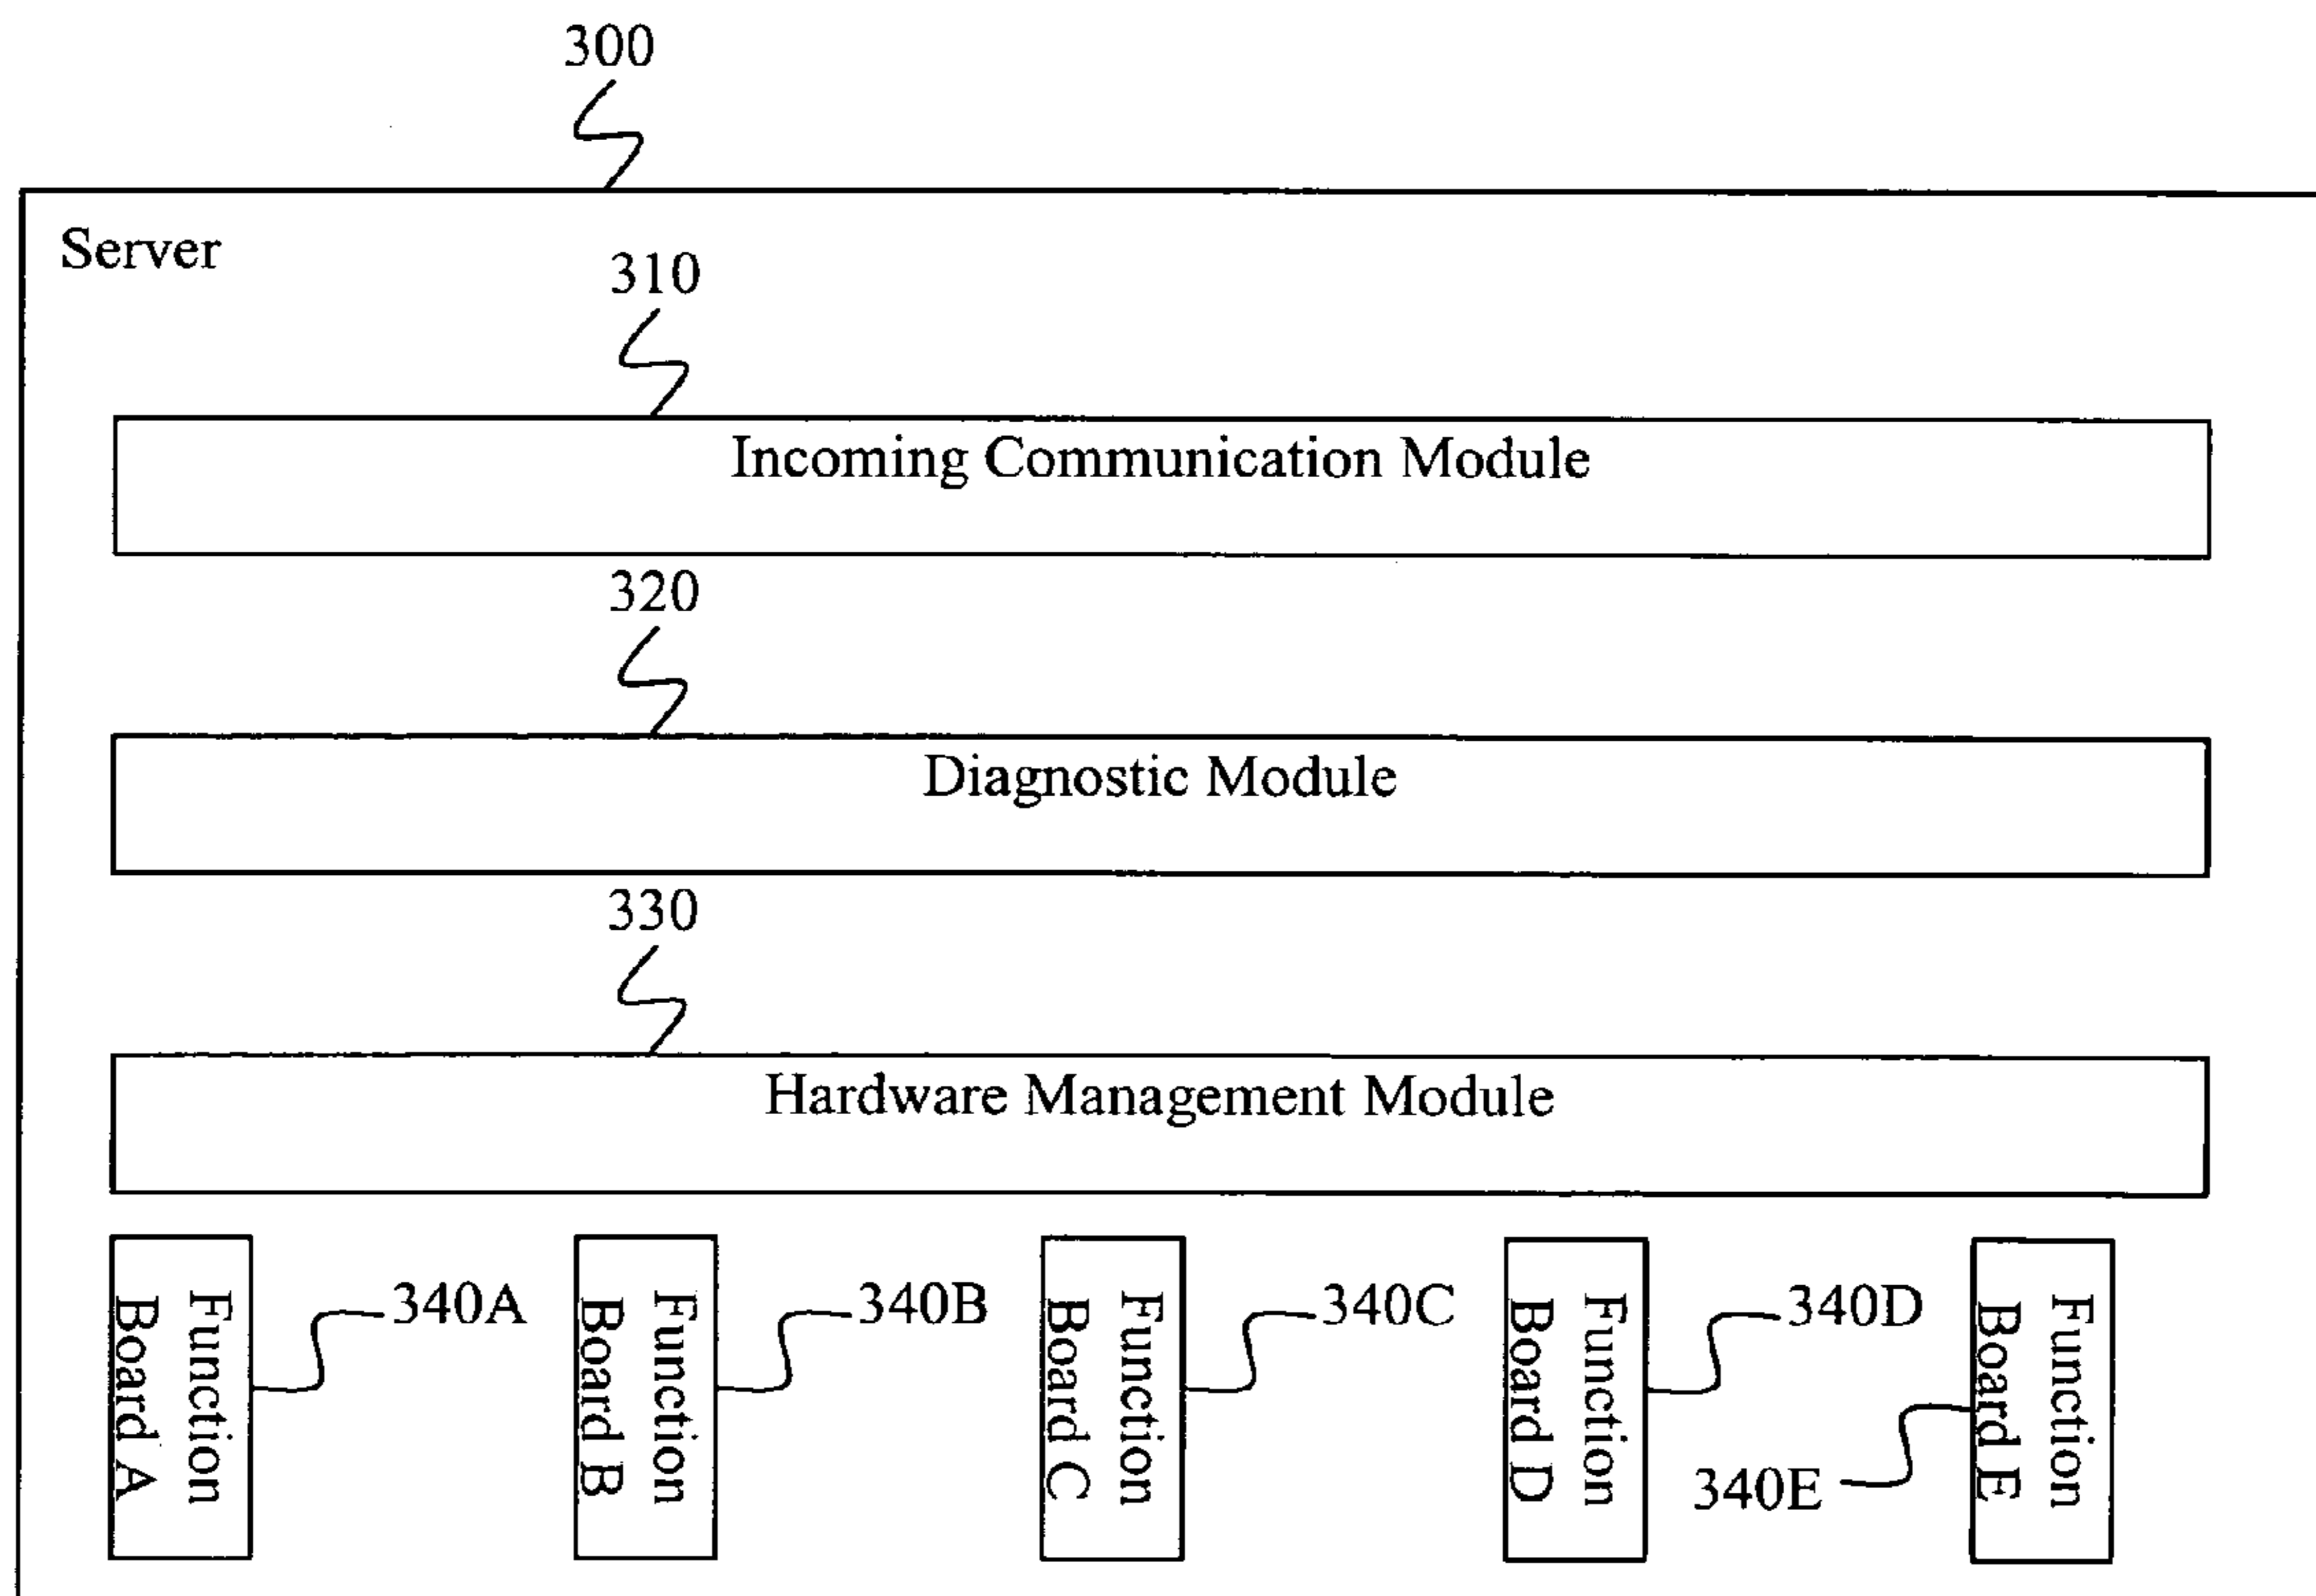 300
Server
310
Incoming Communication Module
320
Diagnostic Module
330
Hardware Management Module
Function
Board A
340A
Function
Board B
340B
Function
Board C
340C
Function
Board D
340D
Function
Board E
340E